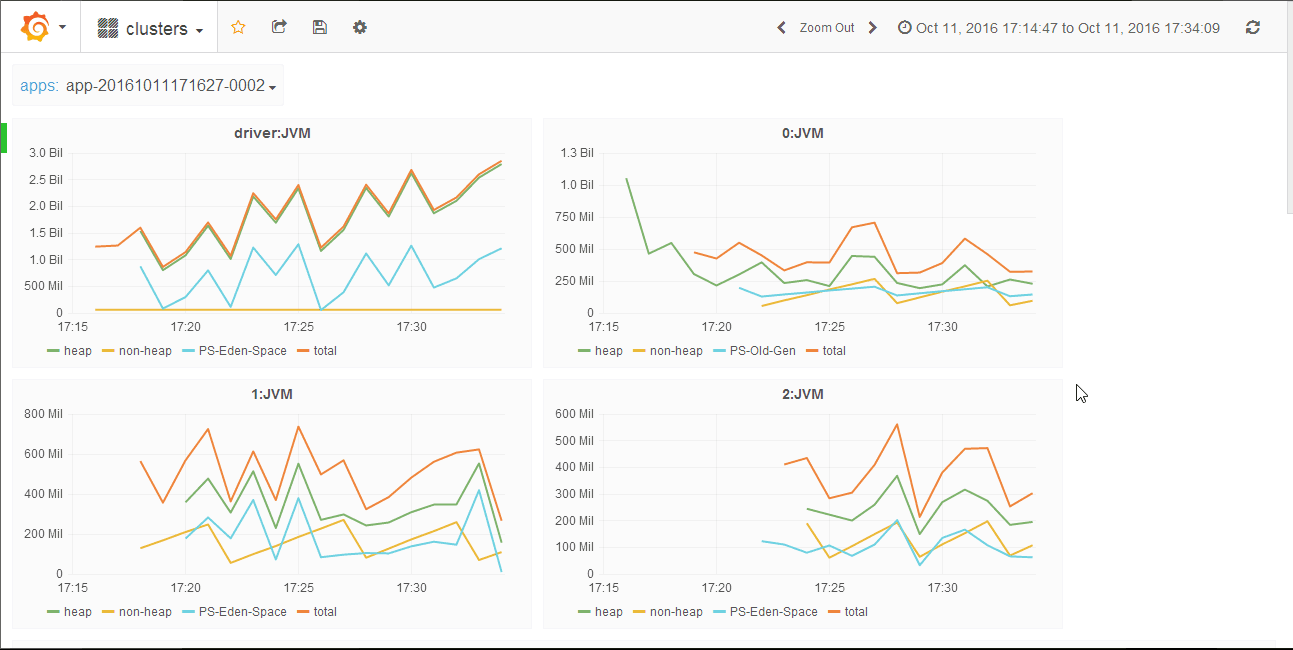 clusters
Zoom Out
Oct 11, 2016 17:14:47 to Oct 11, 2016 17:34:09
apps: app-20161011171627-0002
driver:JVM
3.0 Bil
2.5 Bil
2.0 Bil
1.5 Bil
1.0 Bil
500 Mil
0
17:15 17:20 17:25 17:30
heap non-heap PS-Eden-Space total
0:JVM
1.3 Bil
1.0 Bil
750 Mil
500 Mil
250 Mil
0
17:15 17:20 17:25 17:30
heap non-heap PS-Old-Gen total
1:JVM
800 Mil
600 Mil
400 Mil
200 Mil
0
17:15 17:20 17:25 17:30
heap non-heap PS-Eden-Space total
2:JVM
600 Mil
500 Mil
400 Mil
300 Mil
200 Mil
100 Mil
0
17:15 17:20 17:25 17:30
heap non-heap PS-Eden-Space total